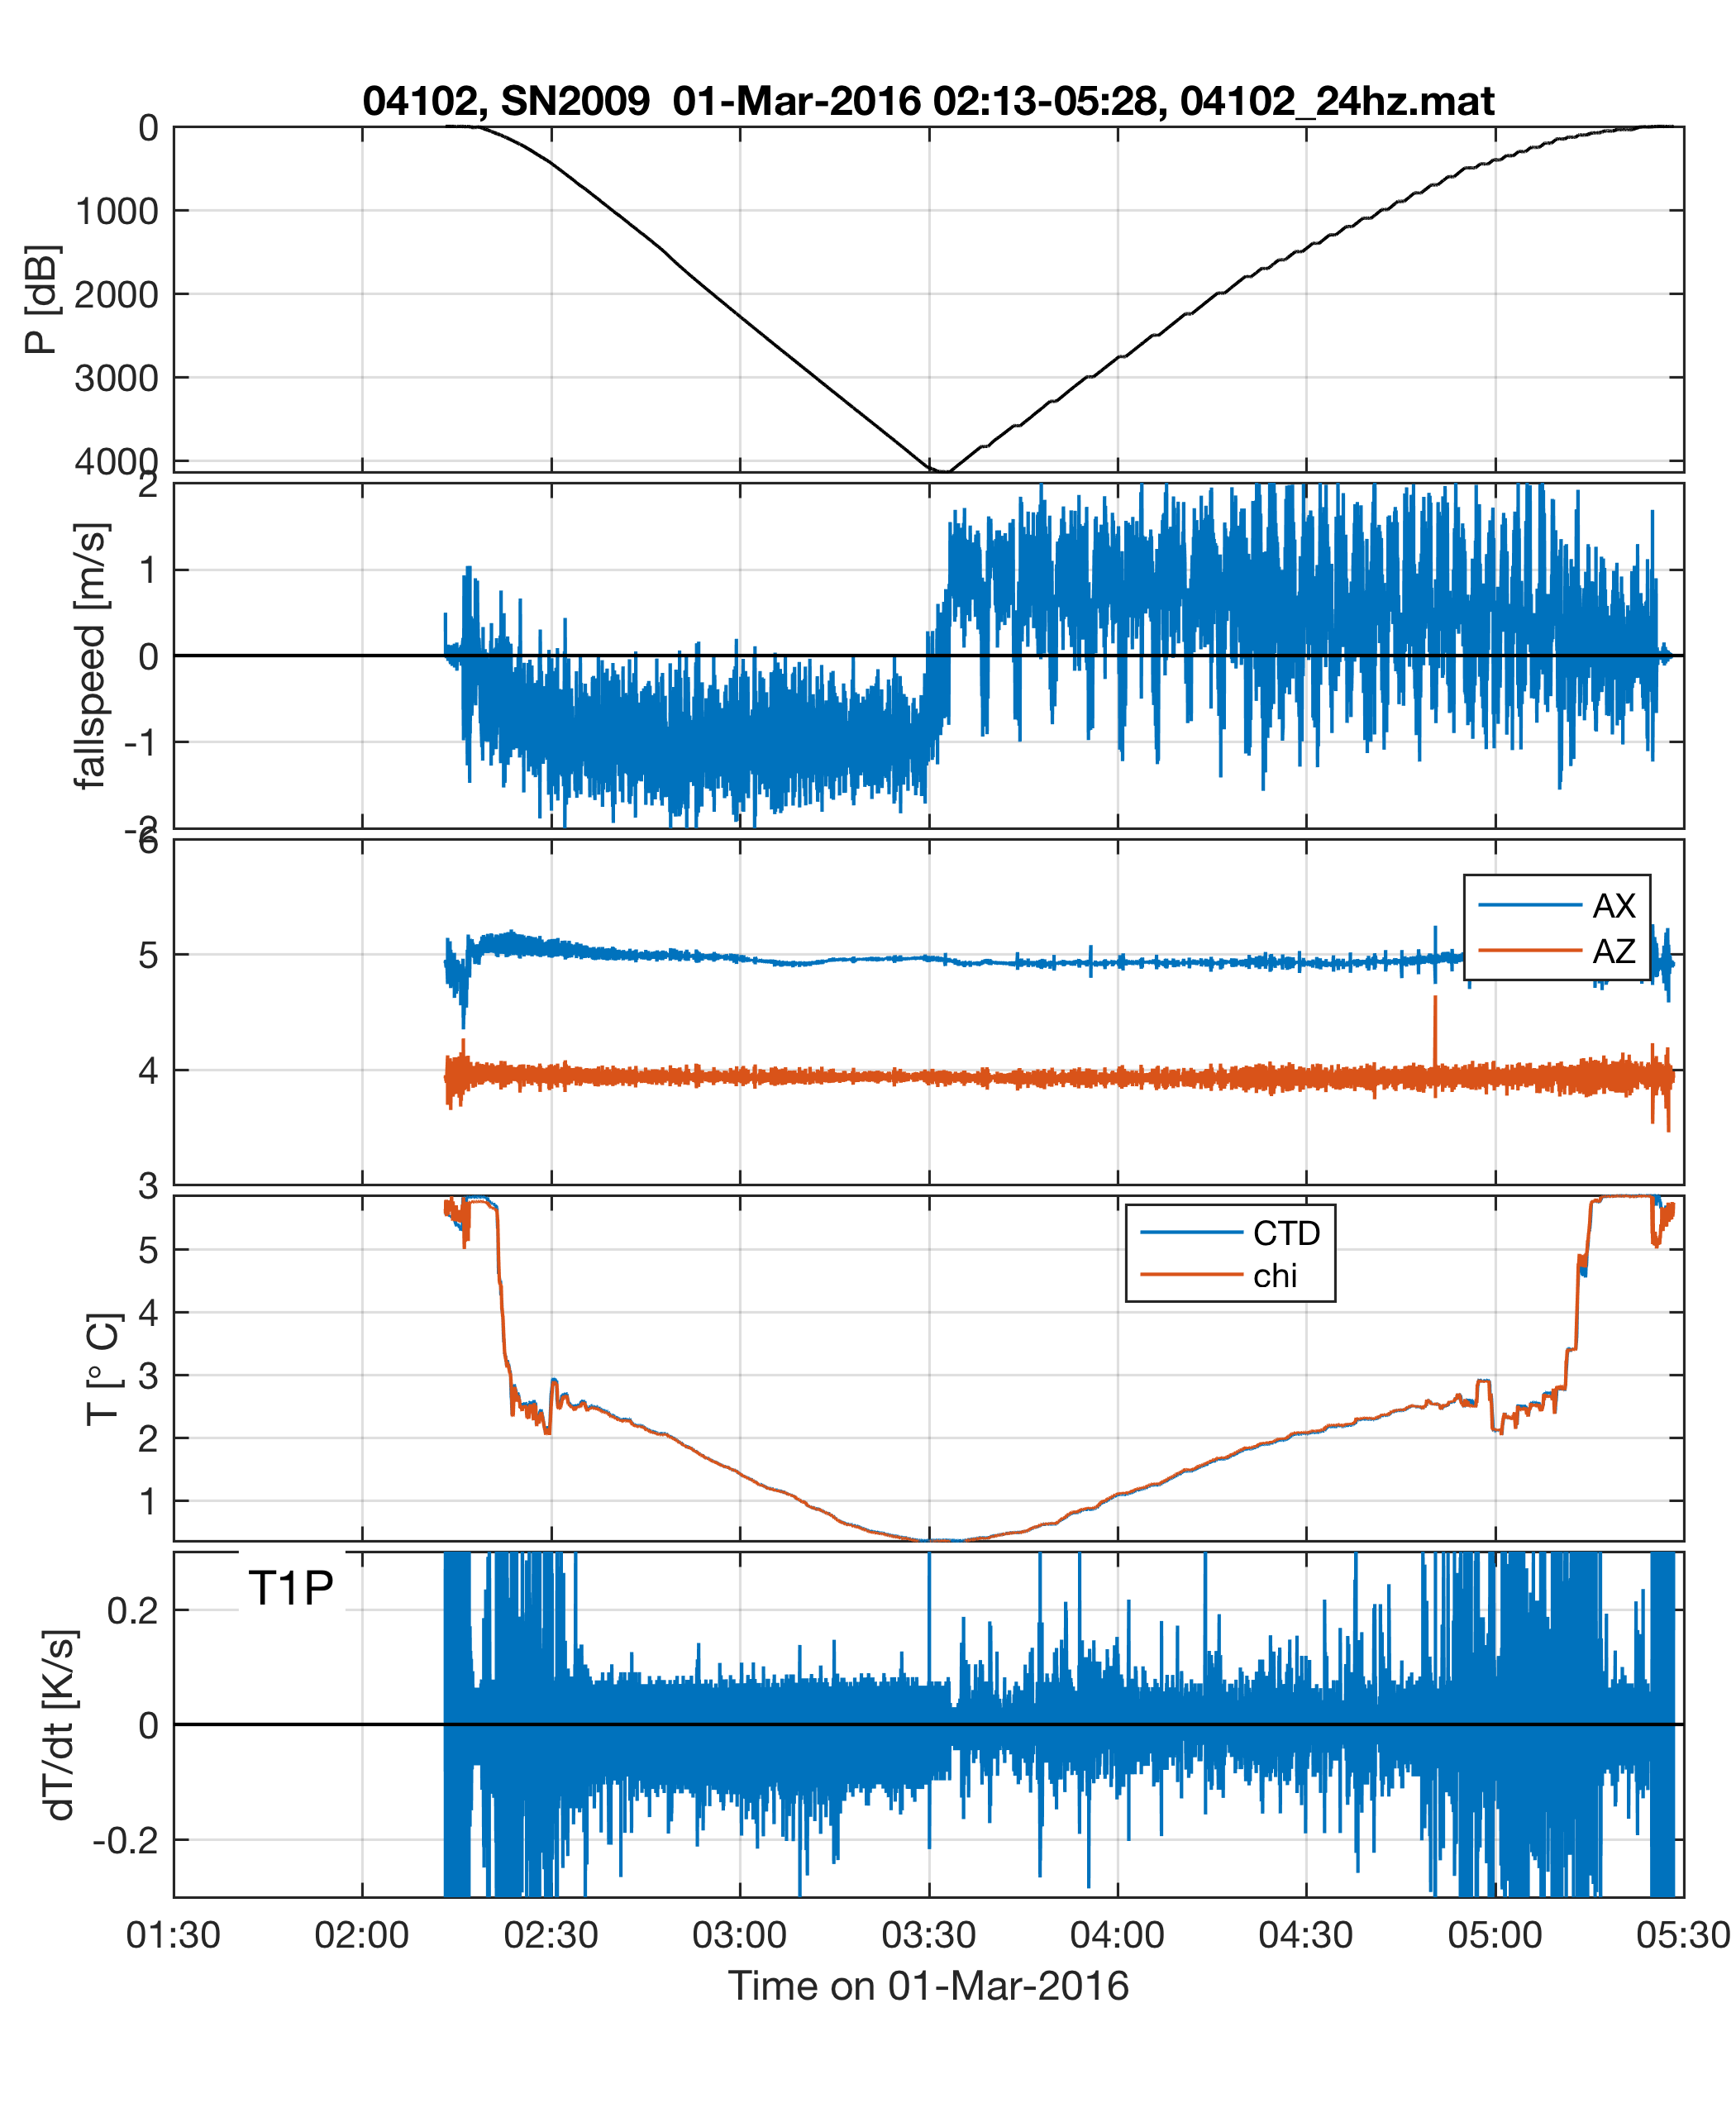 04102, SN2009  01-Mar-2016 02:13-05:28, 04102_24hz.mat
0
1000
2000
3000
4000
P [dB]
2
1
0
-1
-2
fallspeed [m/s]
6
5
4
3
AX
AZ
5
4
3
2
1
T [° C]
CTD
chi
T1P
0.2
0
-0.2
dT/dt [K/s]
01:30 02:00 02:30 03:00 03:30 04:00 04:30 05:00 05:30
Time on 01-Mar-2016